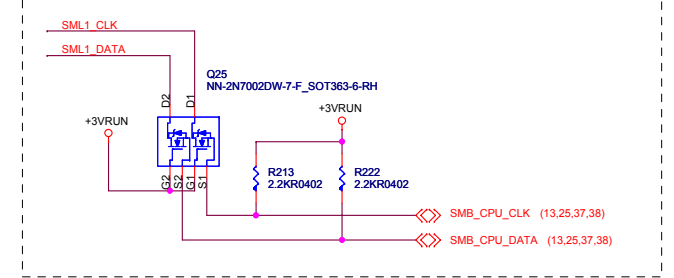 SML1_CLK
SML1_DATA
Q25
NN-2N7002DW-7-F_SOT363-6-RH
+3VRUN
+3VRUN
D2
D1
G2
S2
G1
S1
R213
2.2KR0402
R222
2.2KR0402
SMB_CPU_CLK (13,25,37,38)
SMB_CPU_DATA (13,25,37,38)